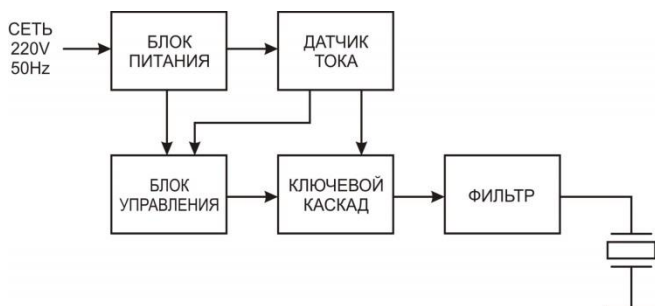 СЕТЬ
220V
50Hz
БЛОК
ПИТАНИЯ
ДАТЧИК
ТОКА
БЛОК
УПРАВЛЕНИЯ
КЛЮЧЕВОЙ
КАСКАД
ФИЛЬТР